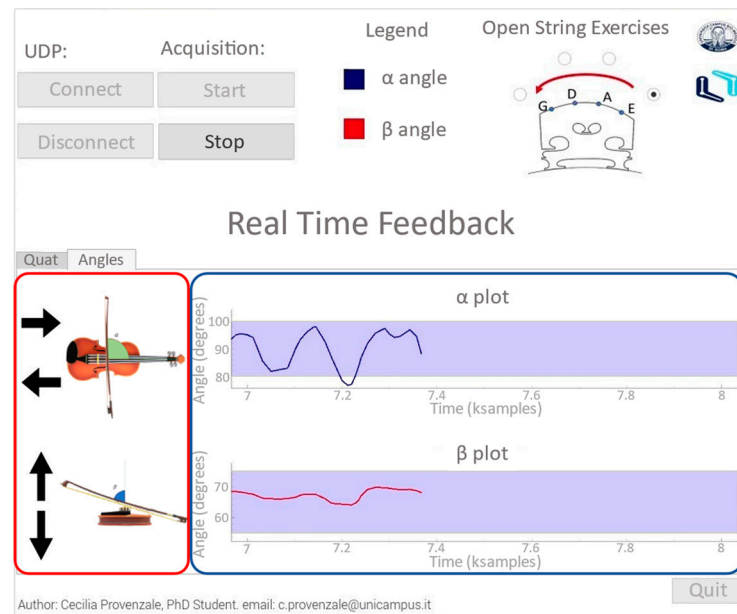 UDP:
Acquisition:
Connect
Start
Disconnect
Stop
Legend
α angle
β angle
Open String Exercises
G D A E
Real Time Feedback
Quat Angles
α
α plot
Angle (degrees)
100
90
80
7 7.2 7.4 7.6 7.8 8
Time (ksamples)
β
β plot
Angle (degrees)
70
60
7 7.2 7.4 7.6 7.8 8
Time (ksamples)
Quit
Author: Cecilia Provenzale, PhD Student. email: c.provenzale@unicampus.it